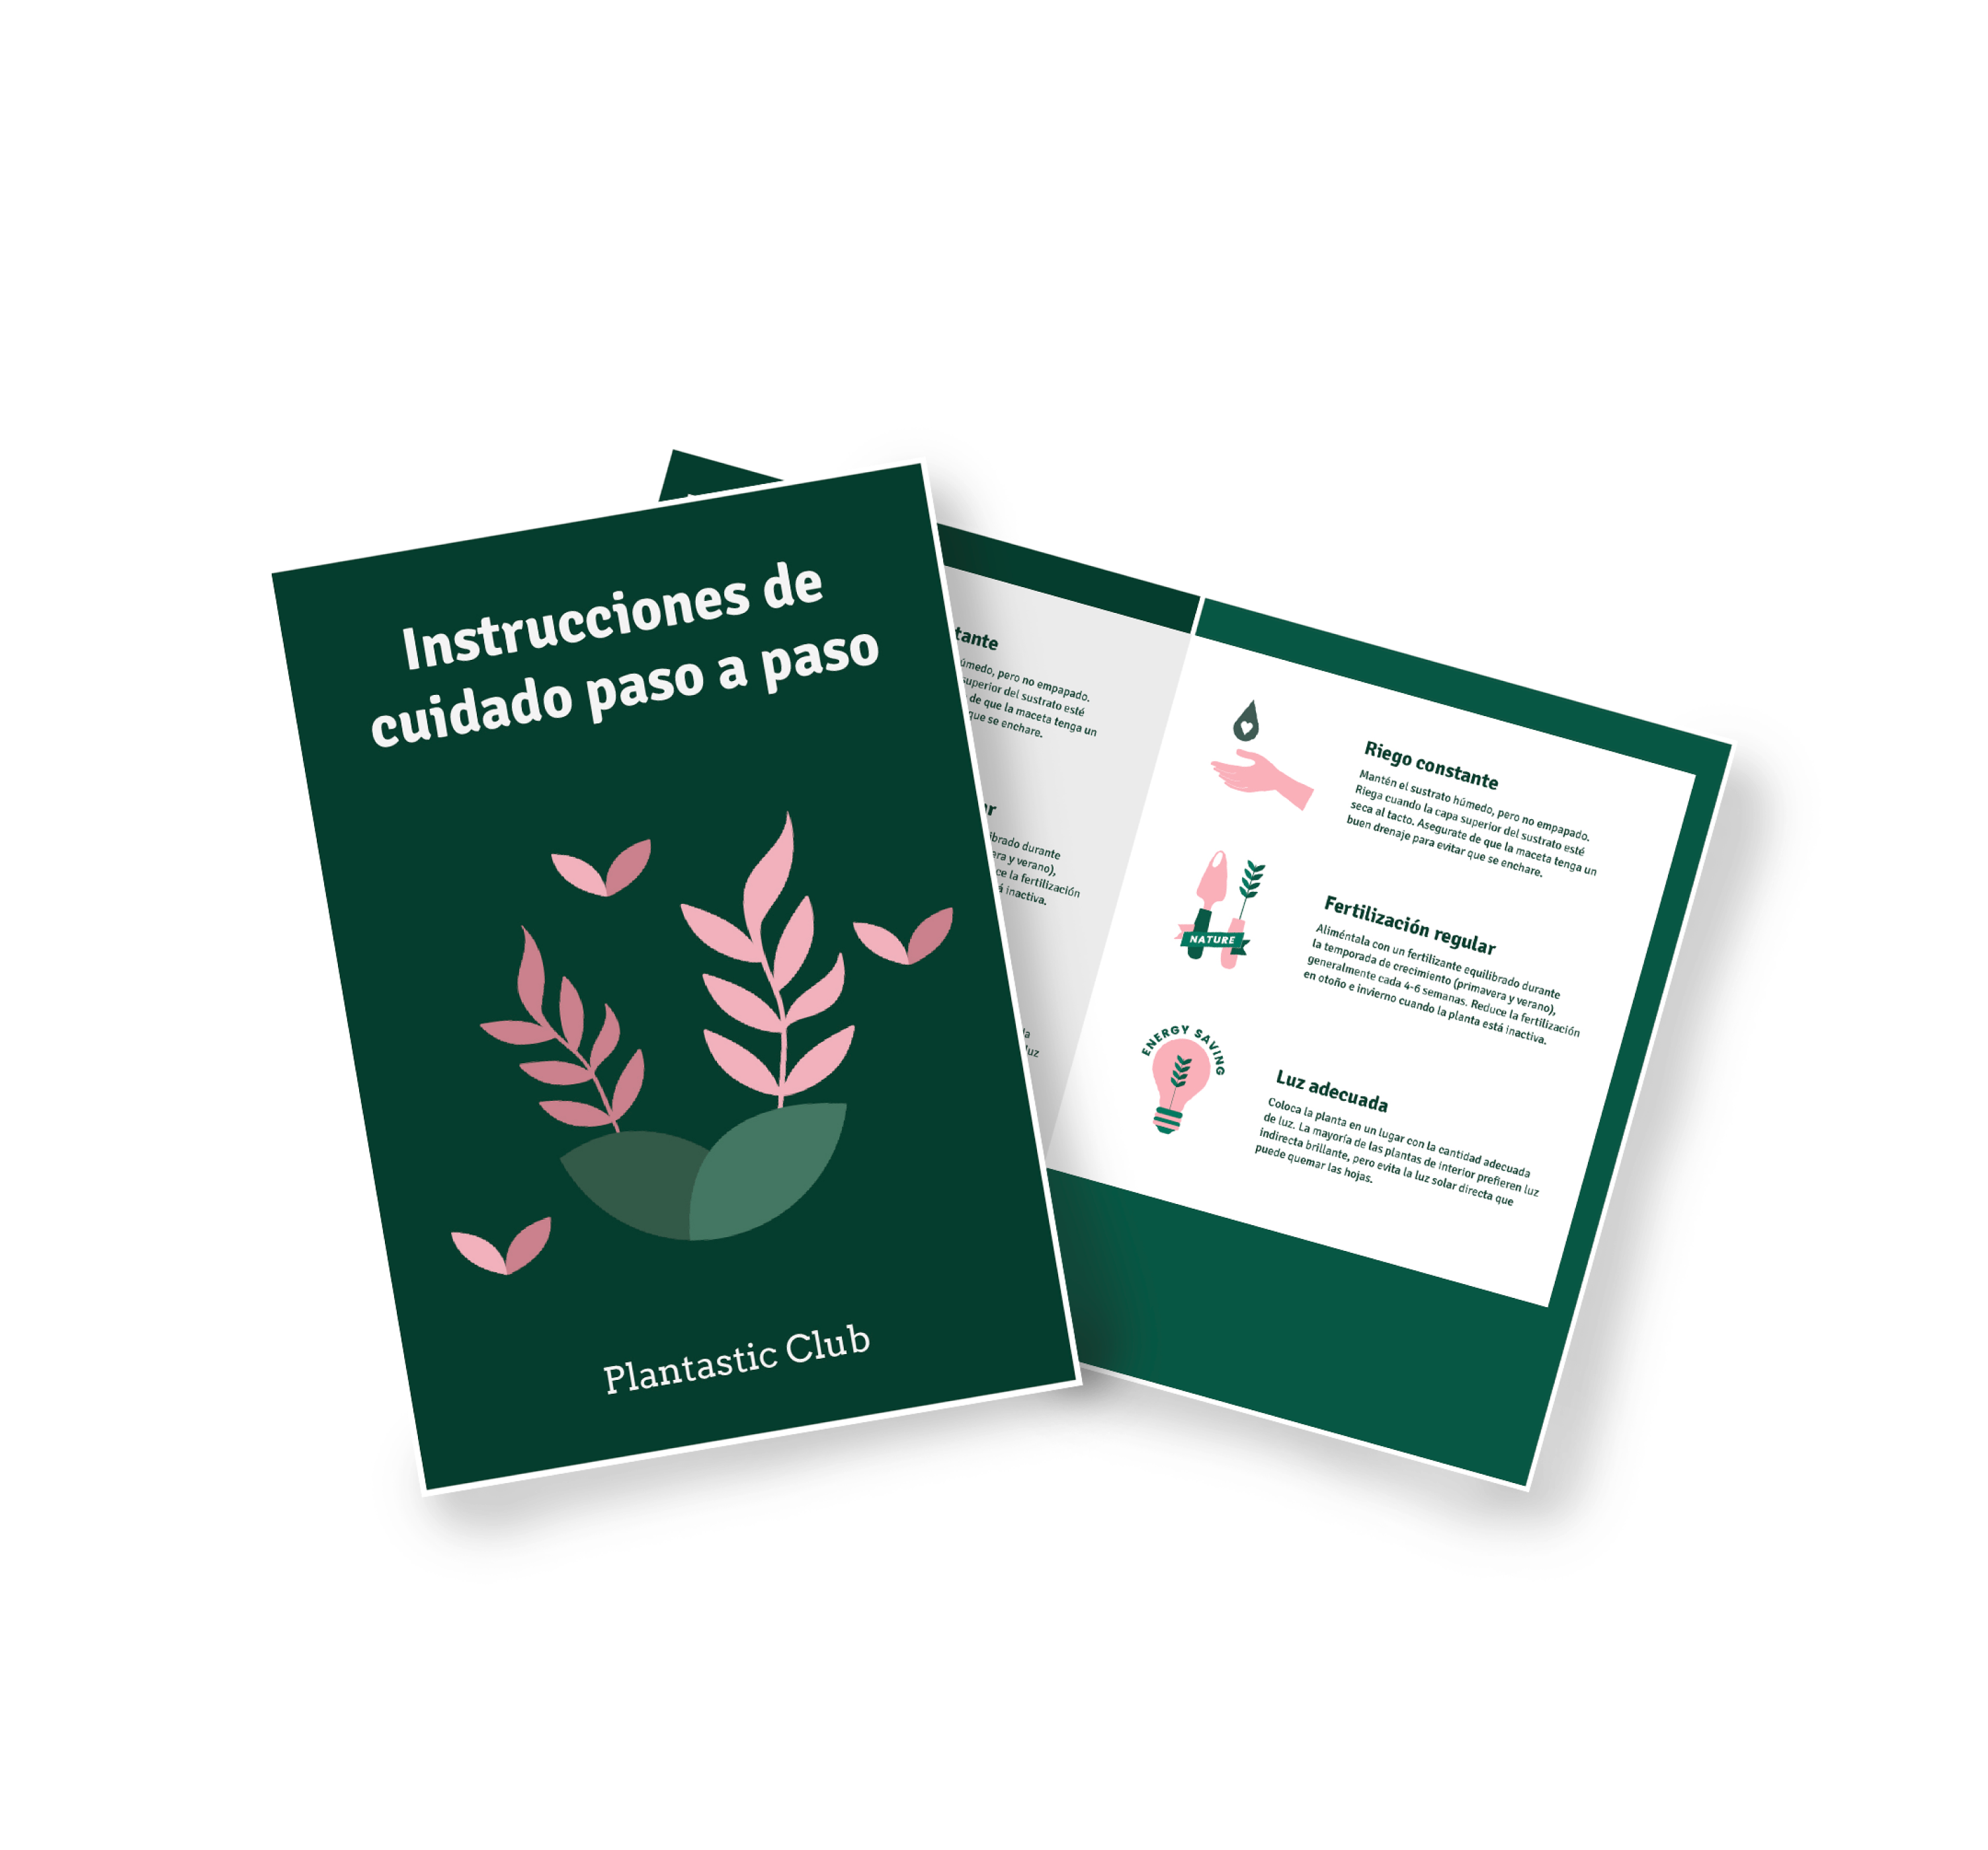 Instrucciones de
cuidado paso a paso
Plantastic Club
tante
úmedo, pero no empapado.
superior del sustrato esté
de que la maceta tenga un
que se enchare.
ar
ibrado durante
era y verano),
ce la fertilización
á inactiva.
la
luz
Riego constante
Mantén el sustrato húmedo, pero no empapado.
Riega cuando la capa superior del sustrato esté
seca al tacto. Asegurate de que la maceta tenga un
buen drenaje para evitar que se enchare.
NATURE
Fertilización regular
Aliméntala con un fertilizante equilibrado durante
la temporada de crecimiento (primavera y verano),
generalmente cada 4-6 semanas. Reduce la fertilización
en otoño e invierno cuando la planta está inactiva.
ENERGY SAVING
Luz adecuada
Coloca la planta en un lugar con la cantidad adecuada
de luz. La mayoría de las plantas de interior prefieren luz
indirecta brillante, pero evita la luz solar directa que
puede quemar las hojas.